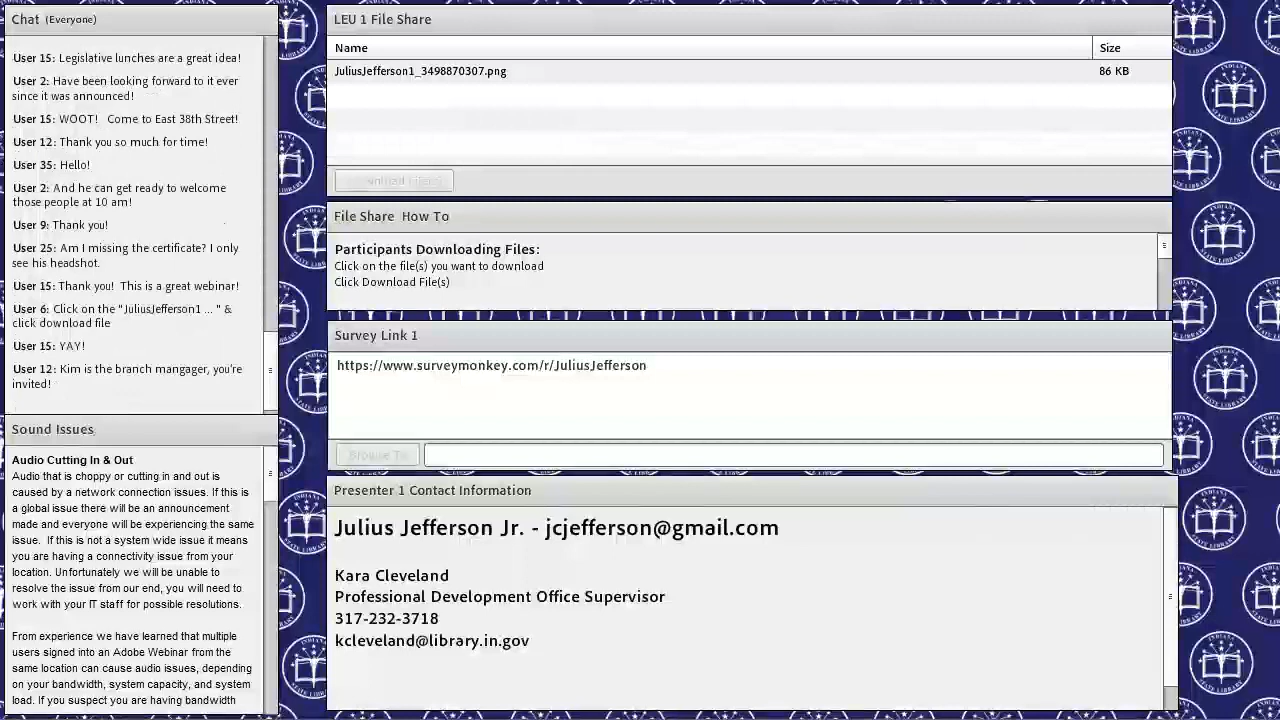 Chat (Everyone)
User 15: Legislative lunches are a great idea!
User 2: Have been looking forward to it ever
since it was announced!
User 15: WOOT!   Come to East 38th Street!
User 12: Thank you so much for time!
User 35: Hello!
User 2: And he can get ready to welcome
those people at 10 am!
User 9: Thank you!
User 25: Am I missing the certificate? I only
see his headshot.
User 15: Thank you!  This is a great webinar!
User 6: Click on the "JuliusJefferson1 ... " &
click download file
User 15: YAY!
User 12: Kim is the branch mangager, you're
invited!
Sound Issues
Audio Cutting In & Out
Audio that is choppy or cutting in and out is
caused by a network connection issues. If this is
a global issue there will be an announcement
made and everyone will be experiencing the same
issue.  If this is not a system wide issue it means
you are having a connectivity issue from your
location. Unfortunately we will be unable to
resolve the issue from our end, you will need to
work with your IT staff for possible resolutions.
From experience we have learned that multiple
users signed into an Adobe Webinar from the
same location can cause audio issues, depending
on your bandwidth, system capacity, and system
load. If you suspect you are having bandwidth
LEU 1 File Share
Name Size
JuliusJefferson1_3498870307.png 86 KB
Download File(s)
File Share  How To
Participants Downloading Files:
Click on the file(s) you want to download
Click Download File(s)
Survey Link 1
https://www.surveymonkey.com/r/JuliusJefferson
Browse To
Presenter 1 Contact Information
Julius Jefferson Jr. - jcjefferson@gmail.com
Kara Cleveland
Professional Development Office Supervisor
317-232-3718
kcleveland@library.in.gov
INDIANA
STATE LIBRARY